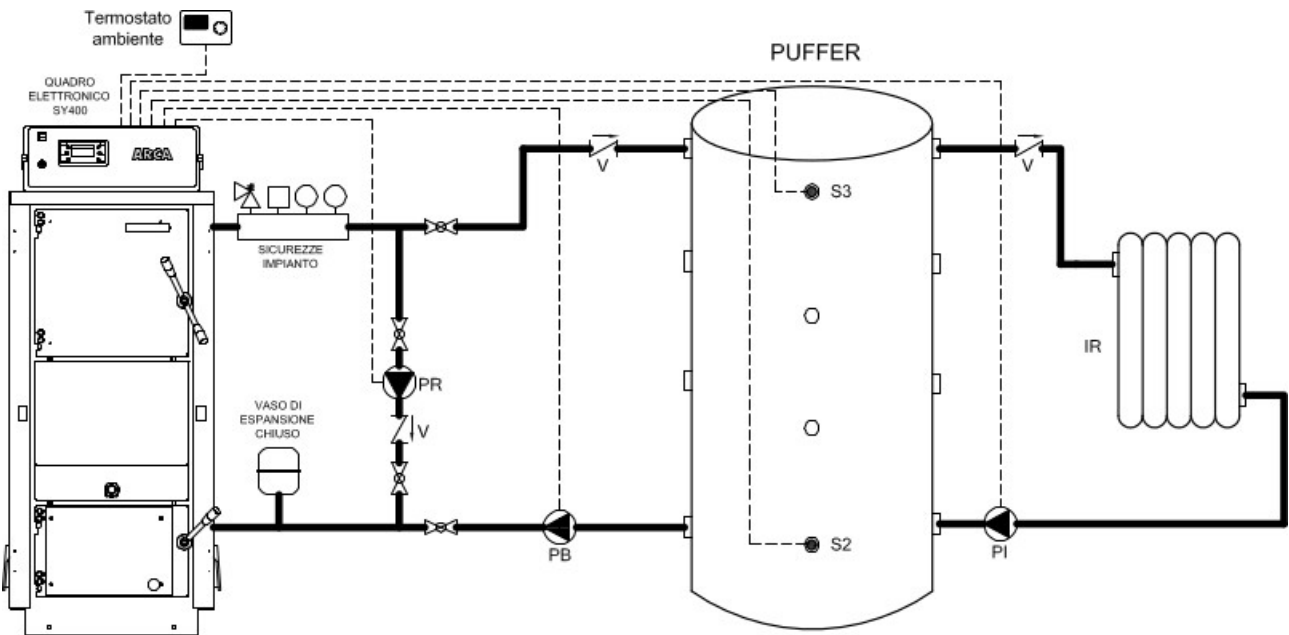 Termostato
ambiente
QUADRO
ELETTRONICO
SY400
ARCA
PUFFER
V
V
S3
SICUREZZE
IMPIANTO
IR
PR
VASO DI
ESPANSIONE
CHIUSO
V
PB
S2
PI